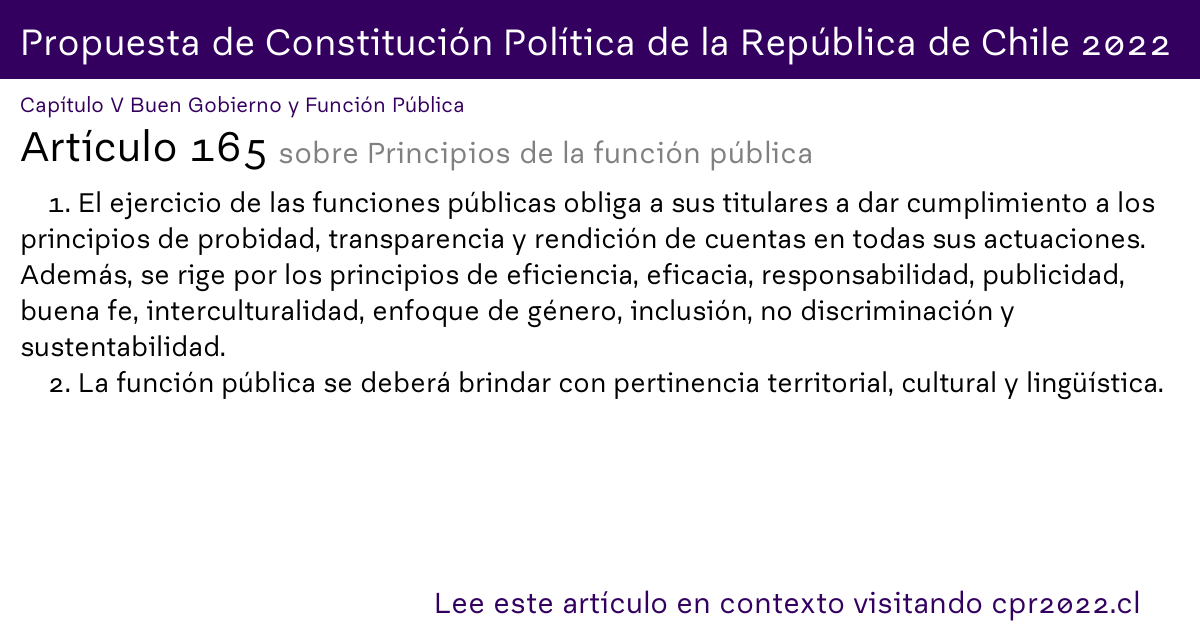 Propuesta de Constitución Política de la República de Chile 2022
Capítulo V Buen Gobierno y Función Pública
Artículo 165 sobre Principios de la función pública
1. El ejercicio de las funciones públicas obliga a sus titulares a dar cumplimiento a los
principios de probidad, transparencia y rendición de cuentas en todas sus actuaciones.
Además, se rige por los principios de eficiencia, eficacia, responsabilidad, publicidad,
buena fe, interculturalidad, enfoque de género, inclusión, no discriminación y
sustentabilidad.
2. La función pública se deberá brindar con pertinencia territorial, cultural y lingüística.
Lee este artículo en contexto visitando cpr2022.cl